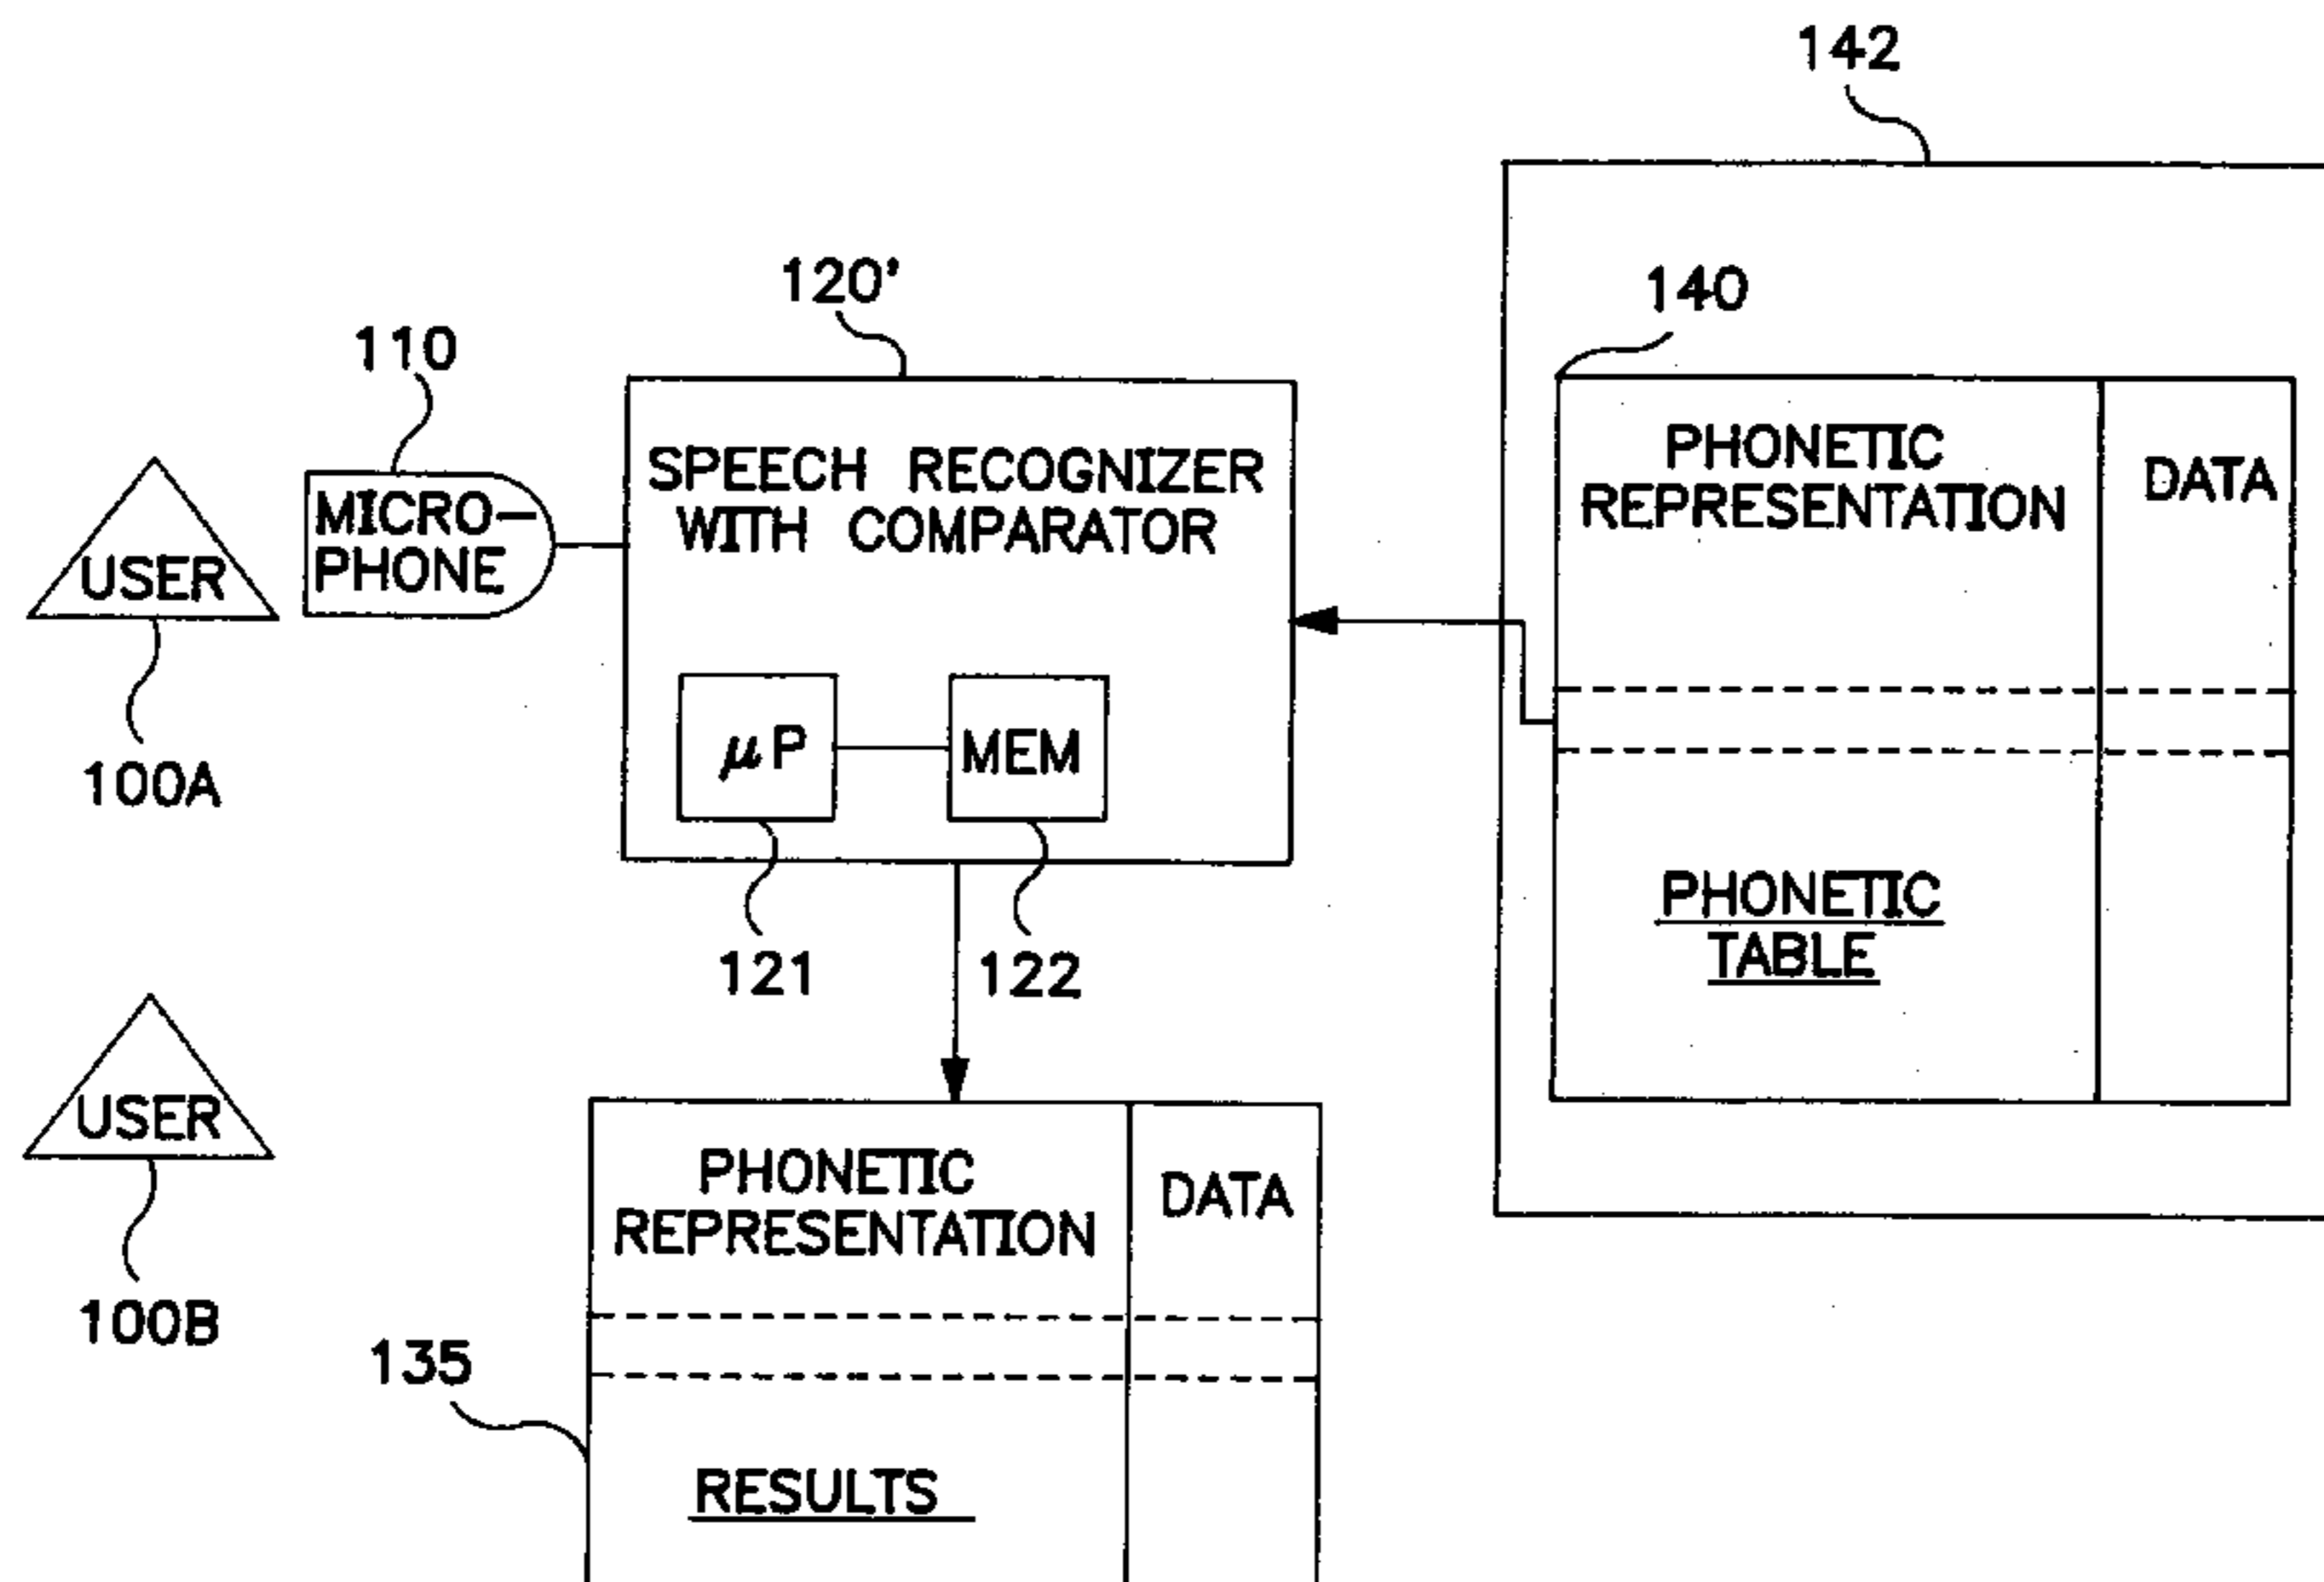 142
120'
140
110
PHONETIC
REPRESENTATION
DATA
SPEECH RECOGNIZER
WITH COMPARATOR
MICRO-
PHONE
USER
μP
MEM
100A
PHONETIC
TABLE
121
122
USER
PHONETIC
REPRESENTATION
DATA
100B
135
RESULTS